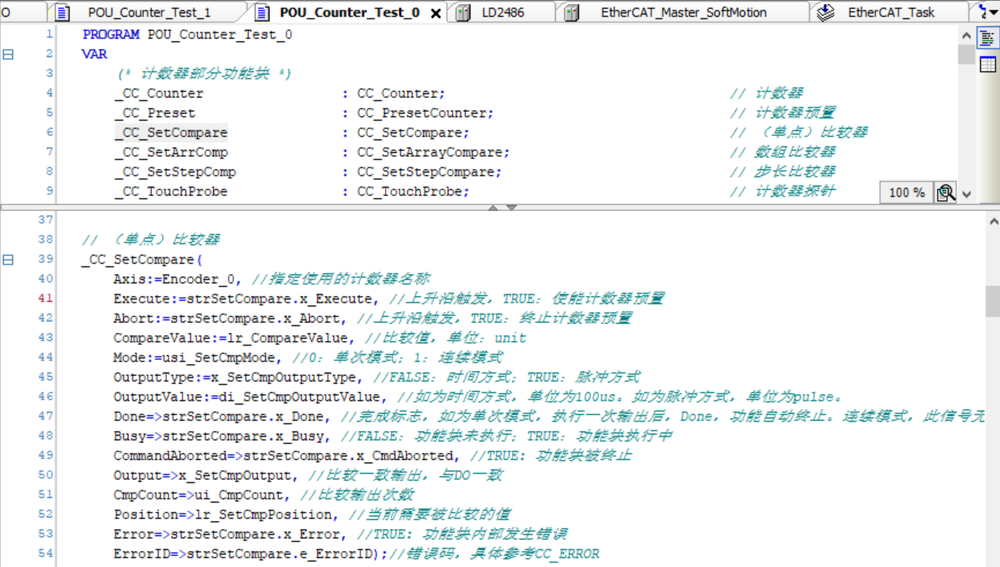 O POU_Counter_Test_1 POU_Counter_Test_0 LD2486 EtherCAT_Master_SoftMotion EtherCAT_Task
1 PROGRAM POU_Counter_Test_0
2 VAR
3 (* 计数器部分功能块 *)
4 _CC_Counter : CC_Counter; // 计数器
5 _CC_Preset : CC_PresetCounter; // 计数器预置
6 _CC_SetCompare : CC_SetCompare; // （单点）比较器
7 _CC_SetArrComp : CC_SetArrayCompare; // 数组比较器
8 _CC_SetStepComp : CC_SetStepCompare; // 步长比较器
9 _CC_TouchProbe : CC_TouchProbe; // 计数器探针
100 %
37
38 // （单点）比较器
39 _CC_SetCompare(
40 Axis:=Encoder_0, //指定使用的计数器名称
41 Execute:=strSetCompare.x_Execute, //上升沿触发，TRUE：使能计数器预置
42 Abort:=strSetCompare.x_Abort, //上升沿触发，TRUE：终止计数器预置
43 CompareValue:=lr_CompareValue, //比较值，单位：unit
44 Mode:=usi_SetCmpMode, //0：单次模式；1：连续模式
45 OutputType:=x_SetCmpOutputType, //FALSE：时间方式；TRUE：脉冲方式
46 OutputValue:=di_SetCmpOutputValue, //如为时间方式，单位为100us。如为脉冲方式，单位为pulse。
47 Done=>strSetCompare.x_Done, //完成标志，如为单次模式，执行一次输出后，Done，功能自动终止。连续模式，此信号无
48 Busy=>strSetCompare.x_Busy, //FALSE：功能块未执行；TRUE：功能块执行中
49 CommandAborted=>strSetCompare.x_CmdAborted, //TRUE：功能块被终止
50 Output=>x_SetCmpOutput, //比较一致输出，与DO一致
51 CmpCount=>ui_CmpCount, //比较输出次数
52 Position=>lr_SetCmpPosition, //当前需要被比较的值
53 Error=>strSetCompare.x_Error, //TRUE：功能块内部发生错误
54 ErrorID=>strSetCompare.e_ErrorID);//错误码，具体参考CC_ERROR